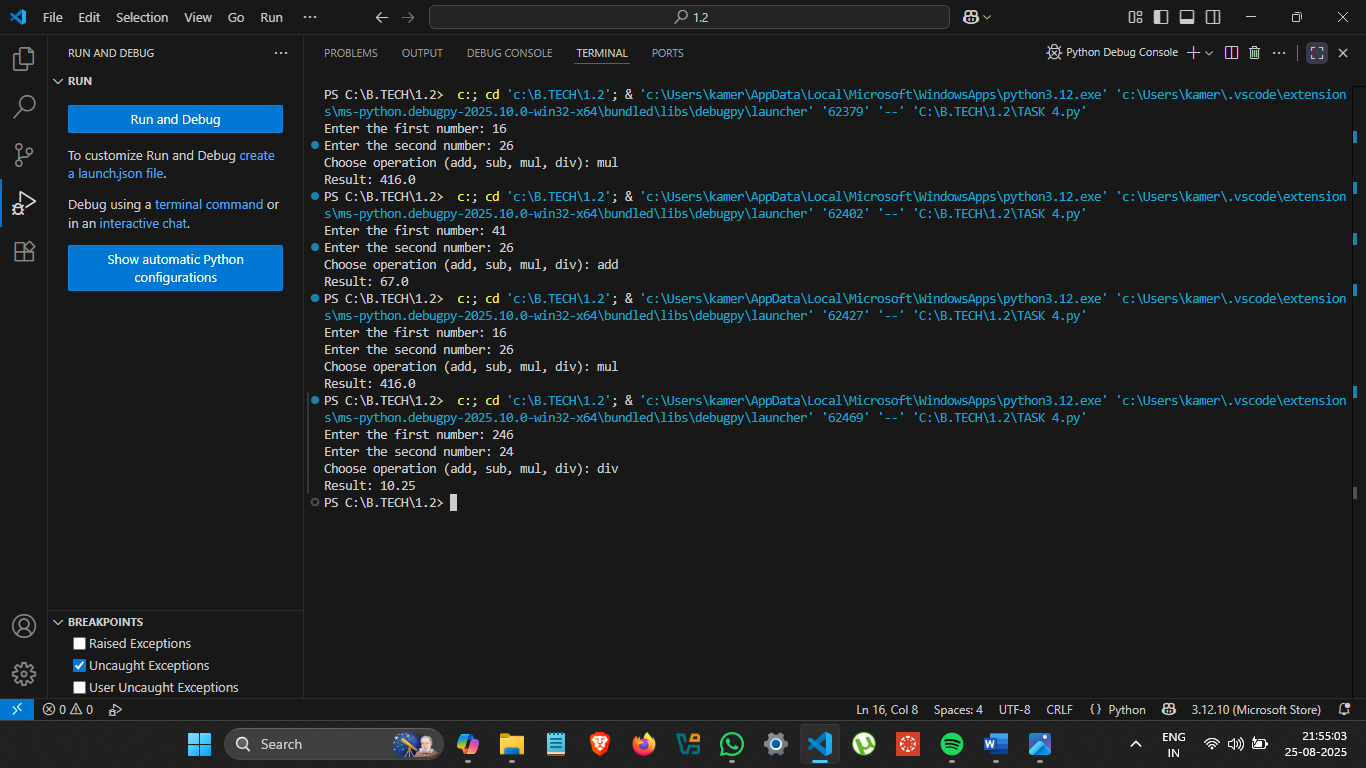 File Edit Selection View Go Run ··· 1.2
RUN AND DEBUG ···
RUN
Run and Debug
To customize Run and Debug create
a launch.json file.
Debug using a terminal command or
in an interactive chat.
Show automatic Python
configurations
BREAKPOINTS
Raised Exceptions
Uncaught Exceptions
User Uncaught Exceptions
PROBLEMS OUTPUT DEBUG CONSOLE TERMINAL PORTS Python Debug Console ···
PS C:\B.TECH\1.2>  c:; cd 'c:\B.TECH\1.2'; & 'c:\Users\kamer\AppData\Local\Microsoft\WindowsApps\python3.12.exe' 'c:\Users\kamer\.vscode\extension
s\ms-python.debugpy-2025.10.0-win32-x64\bundled\libs\debugpy\launcher' '62379' '--' 'C:\B.TECH\1.2\TASK 4.py'
Enter the first number: 16
Enter the second number: 26
Choose operation (add, sub, mul, div): mul
Result: 416.0
PS C:\B.TECH\1.2>  c:; cd 'c:\B.TECH\1.2'; & 'c:\Users\kamer\AppData\Local\Microsoft\WindowsApps\python3.12.exe' 'c:\Users\kamer\.vscode\extension
s\ms-python.debugpy-2025.10.0-win32-x64\bundled\libs\debugpy\launcher' '62402' '--' 'C:\B.TECH\1.2\TASK 4.py'
Enter the first number: 41
Enter the second number: 26
Choose operation (add, sub, mul, div): add
Result: 67.0
PS C:\B.TECH\1.2>  c:; cd 'c:\B.TECH\1.2'; & 'c:\Users\kamer\AppData\Local\Microsoft\WindowsApps\python3.12.exe' 'c:\Users\kamer\.vscode\extension
s\ms-python.debugpy-2025.10.0-win32-x64\bundled\libs\debugpy\launcher' '62427' '--' 'C:\B.TECH\1.2\TASK 4.py'
Enter the first number: 16
Enter the second number: 26
Choose operation (add, sub, mul, div): mul
Result: 416.0
PS C:\B.TECH\1.2>  c:; cd 'c:\B.TECH\1.2'; & 'c:\Users\kamer\AppData\Local\Microsoft\WindowsApps\python3.12.exe' 'c:\Users\kamer\.vscode\extension
s\ms-python.debugpy-2025.10.0-win32-x64\bundled\libs\debugpy\launcher' '62469' '--' 'C:\B.TECH\1.2\TASK 4.py'
Enter the first number: 246
Enter the second number: 24
Choose operation (add, sub, mul, div): div
Result: 10.25
PS C:\B.TECH\1.2>
0 0 Ln 16, Col 8 Spaces: 4 UTF-8 CRLF {} Python 3.12.10 (Microsoft Store)
Search ENG 21:55:03
IN 25-08-2025